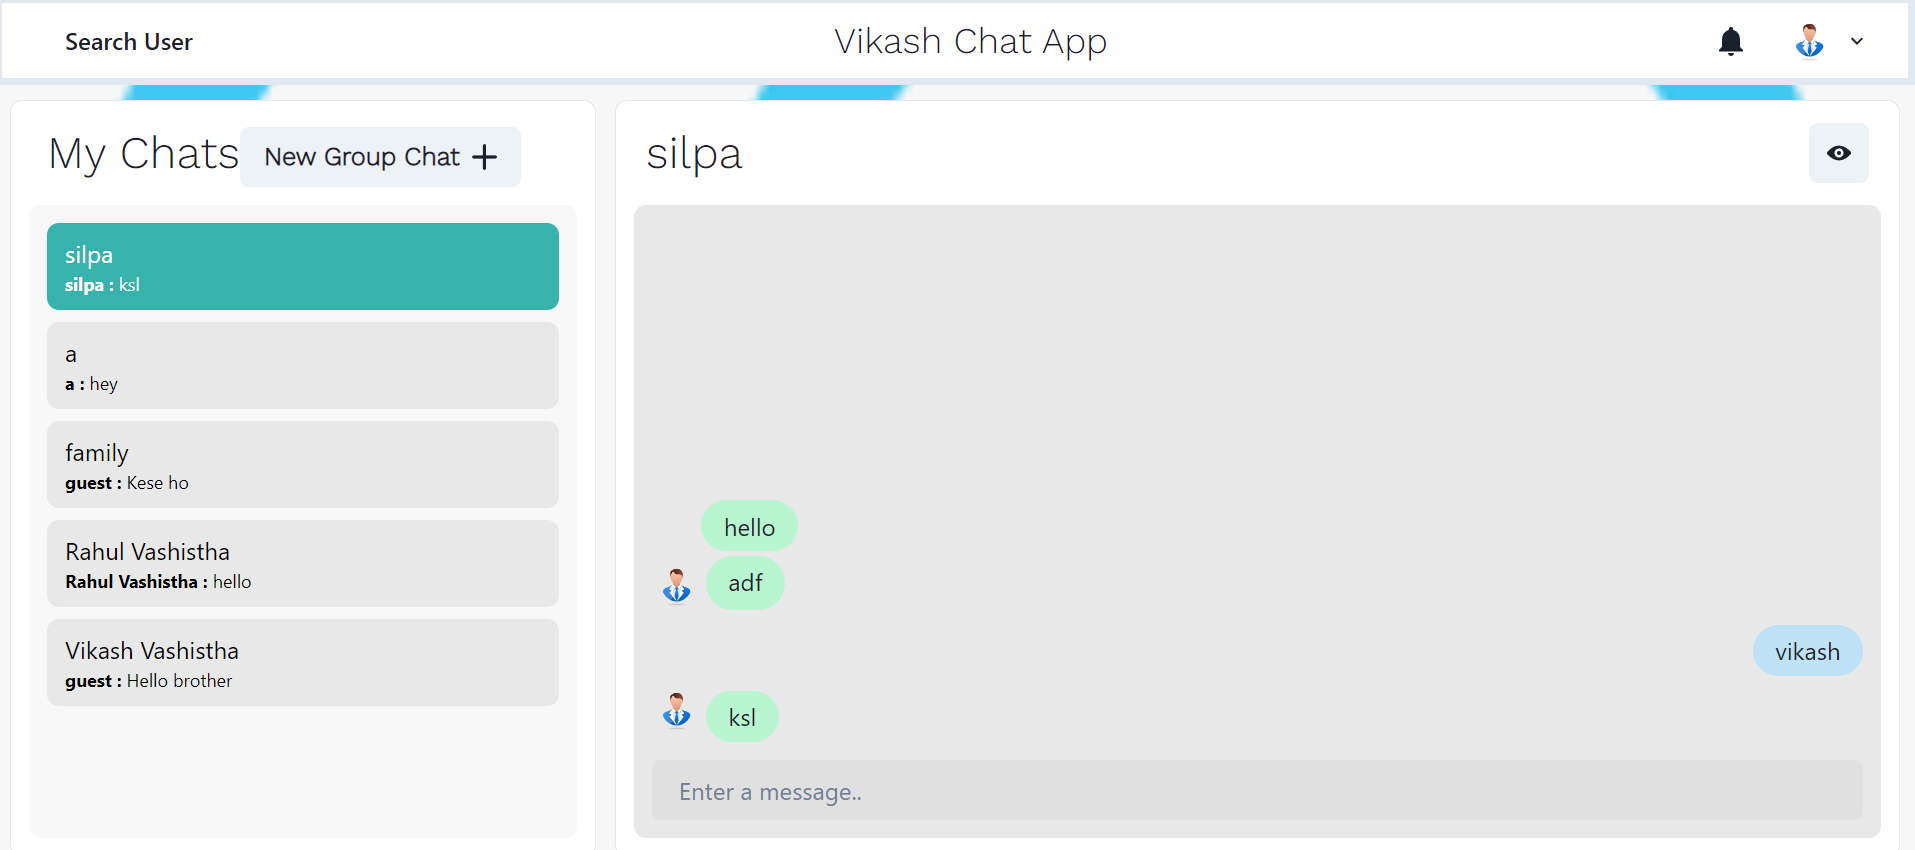 Search User
Vikash Chat App
My Chats
New Group Chat
silpa
silpa : ksl
a
a : hey
family
guest : Kese ho
Rahul Vashistha
Rahul Vashistha : hello
Vikash Vashistha
guest : Hello brother
silpa
hello
adf
vikash
ksl
Enter a message..